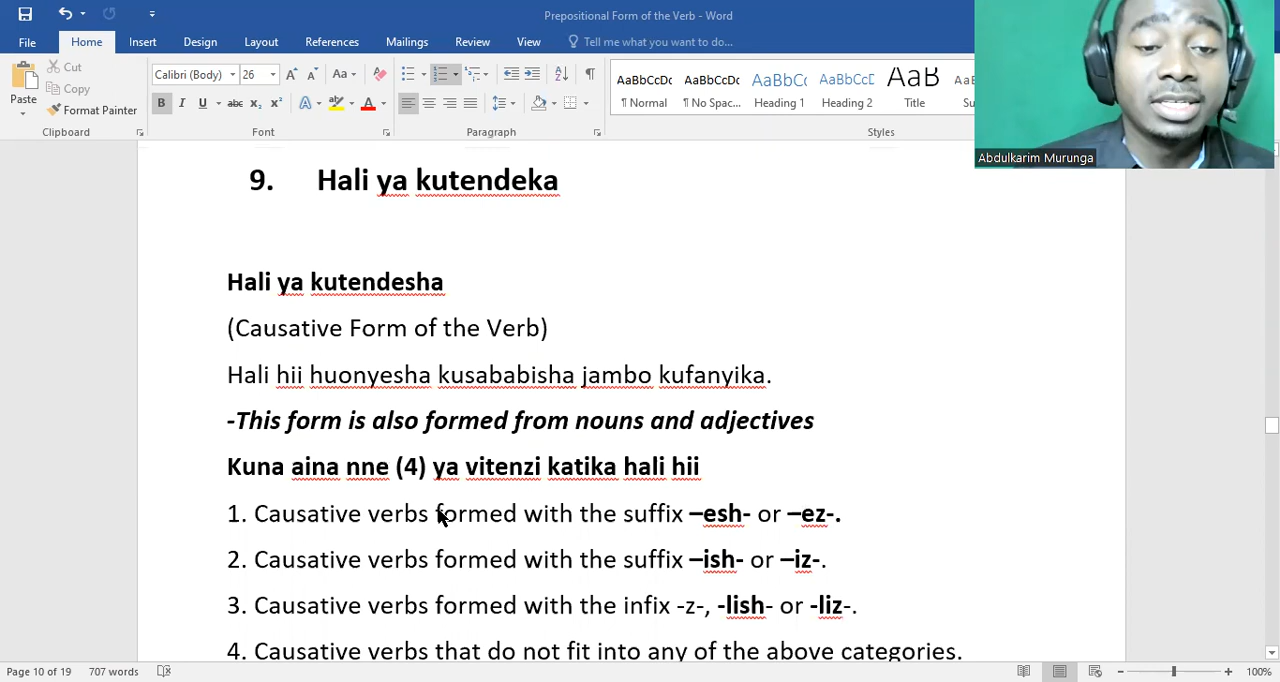 Prepositional Form of the Verb - Word
File Home Insert Design Layout References Mailings Review View Tell me what you want to do...
Cut
Copy
Format Painter
Paste
Calibri (Body) 26
Clipboard Font Paragraph Styles
AaBbCcDc AaBbCcDc AaBbCc AaBbCcD AaB
¶ Normal ¶ No Spac... Heading 1 Heading 2 Title
Abdulkarim Murunga
9. Hali ya kutendeka
Hali ya kutendesha
(Causative Form of the Verb)
Hali hii huonyesha kusababisha jambo kufanyika.
-This form is also formed from nouns and adjectives
Kuna aina nne (4) ya vitenzi katika hali hii
1. Causative verbs formed with the suffix –esh- or –ez-.
2. Causative verbs formed with the suffix –ish- or –iz-.
3. Causative verbs formed with the infix -z-, -lish- or -liz-.
4. Causative verbs that do not fit into any of the above categories.
Page 10 of 19 707 words 100%